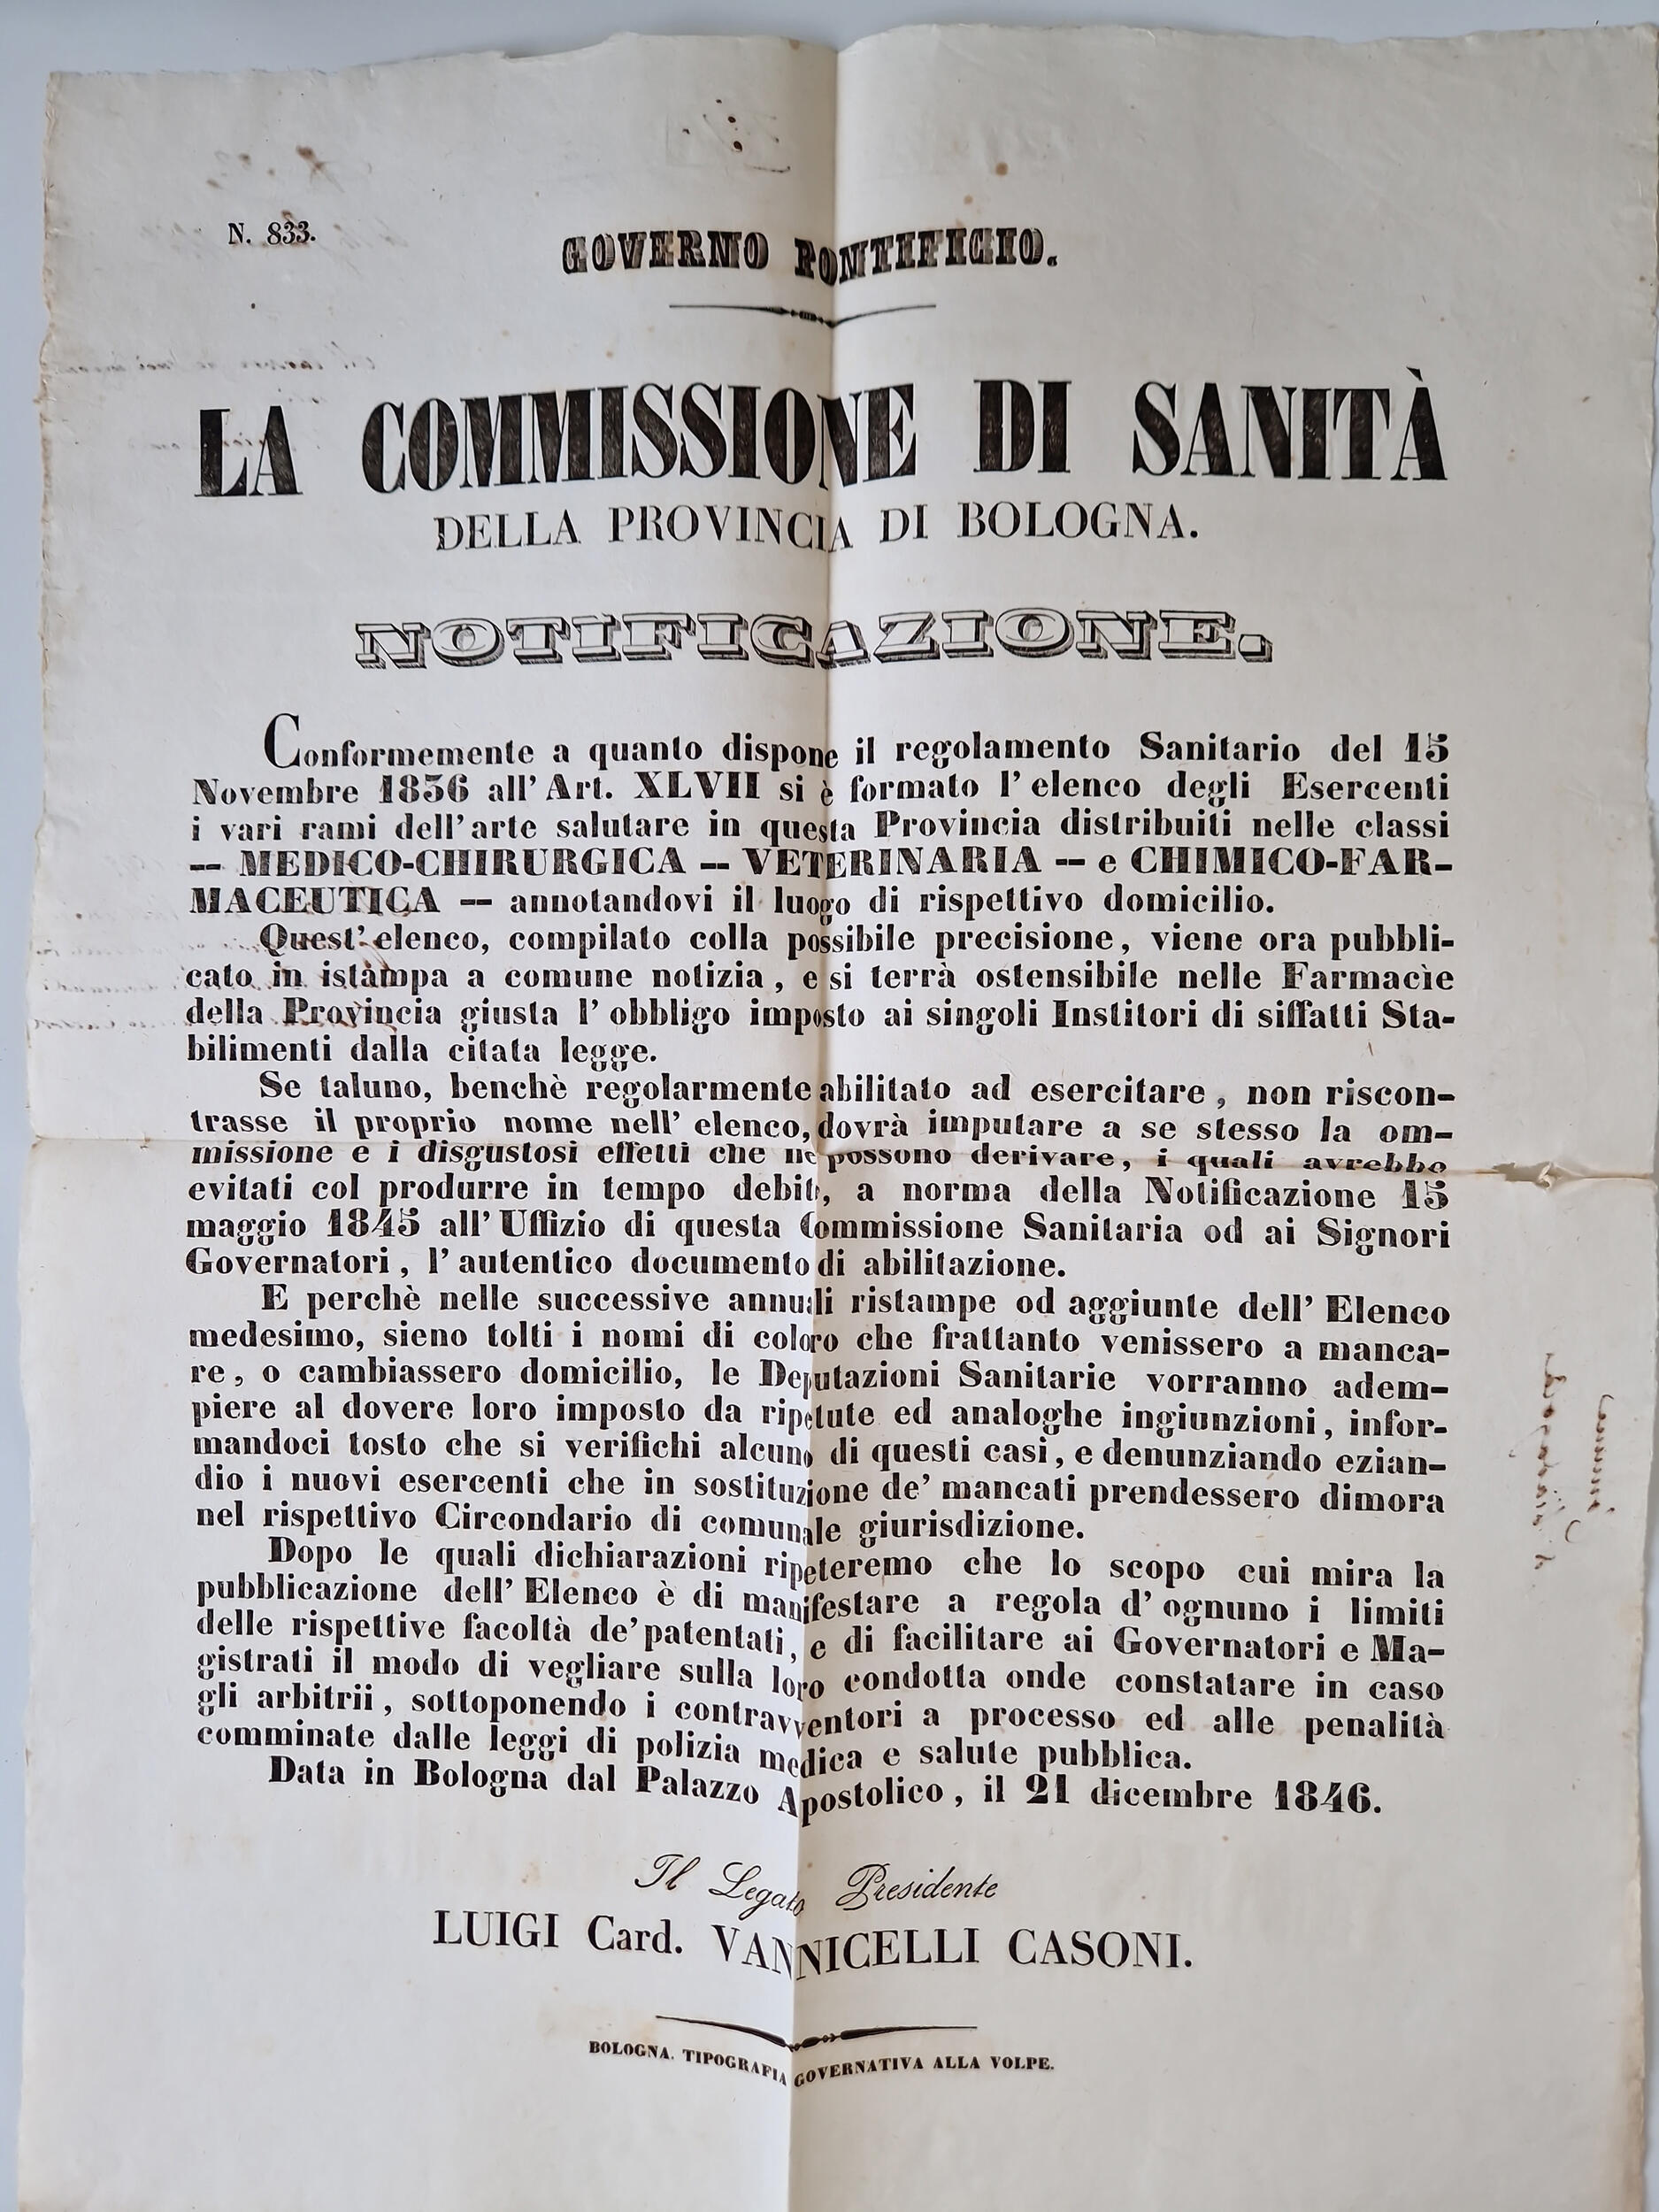 N. 833.
GOVERNO PONTIFICIO.
LA COMMISSIONE DI SANITÀ
DELLA PROVINCIA DI BOLOGNA.
NOTIFICAZIONE.
Conformemente a quanto dispone il regolamento Sanitario del 15
Novembre 1836 all' Art. XLVII si è formato l' elenco degli Esercenti
i vari rami dell' arte salutare in questa Provincia distribuiti nelle classi
-- MEDICO-CHIRURGICA -- VETERINARIA -- e CHIMICO-FAR-
MACEUTICA -- annotandovi il luogo di rispettivo domicilio.
Quest' elenco, compilato colla possibile precisione, viene ora pubbli-
cato in istampa a comune notizia, e si terrà ostensibile nelle Farmacìe
della Provincia giusta l' obbligo imposto ai singoli Institori di siffatti Sta-
bilimenti dalla citata legge.
Se taluno, benchè regolarmente abilitato ad esercitare, non riscon-
trasse il proprio nome nell' elenco, dovrà imputare a se stesso la om-
missione e i disgustosi effetti che ne possono derivare, i quali avrebbe
evitati col produrre in tempo debito, a norma della Notificazione 15
maggio 1845 all' Uffizio di questa Commissione Sanitaria od ai Signori
Governatori, l' autentico documento di abilitazione.
E perchè nelle successive annuali ristampe od aggiunte dell' Elenco
medesimo, sieno tolti i nomi di coloro che frattanto venissero a manca-
re, o cambiassero domicilio, le Deputazioni Sanitarie vorranno adem-
piere al dovere loro imposto da ripetute ed analoghe ingiunzioni, infor-
mandoci tosto che si verifichi alcuno di questi casi, e denunziando ezian-
dio i nuovi esercenti che in sostituzione de' mancati prendessero dimora
nel rispettivo Circondario di comunale giurisdizione.
Dopo le quali dichiarazioni ripeteremo che lo scopo cui mira la
pubblicazione dell' Elenco è di manifestare a regola d' ognuno i limiti
delle rispettive facoltà de' patentati, e di facilitare ai Governatori e Ma-
gistrati il modo di vegliare sulla loro condotta onde constatare in caso
gli arbitrii, sottoponendo i contravventori a processo ed alle penalità
comminate dalle leggi di polizia medica e salute pubblica.
Data in Bologna dal Palazzo Apostolico, il 21 dicembre 1846.
Il Legato Presidente
LUIGI Card. VANNICELLI CASONI.
BOLOGNA. TIPOGRAFIA GOVERNATIVA ALLA VOLPE.